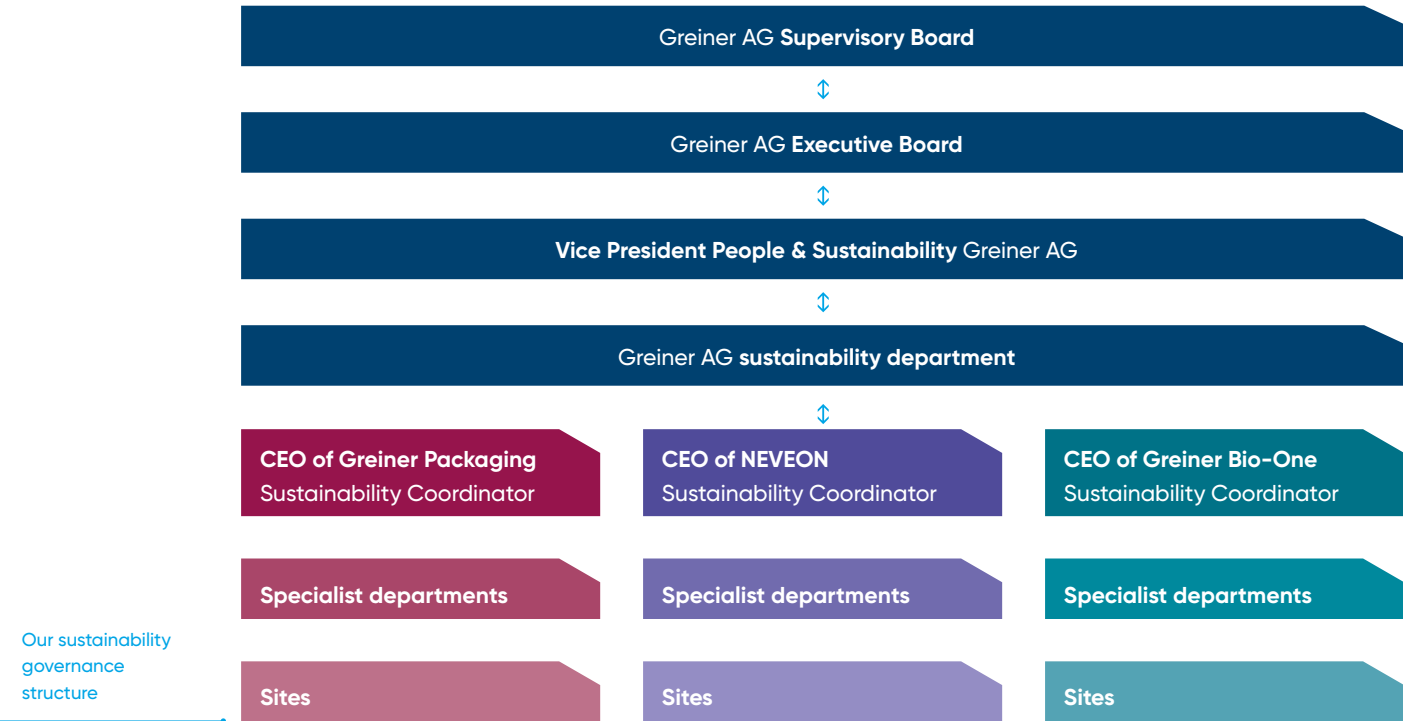 Greiner AG Supervisory Board
Greiner AG Executive Board
Vice President People & Sustainability Greiner AG
Greiner AG sustainability department
CEO of Greiner Packaging
Sustainability Coordinator
CEO of NEVEON
Sustainability Coordinator
CEO of Greiner Bio-One
Sustainability Coordinator
Specialist departments
Specialist departments
Specialist departments
Our sustainability
governance
structure
Sites
Sites
Sites